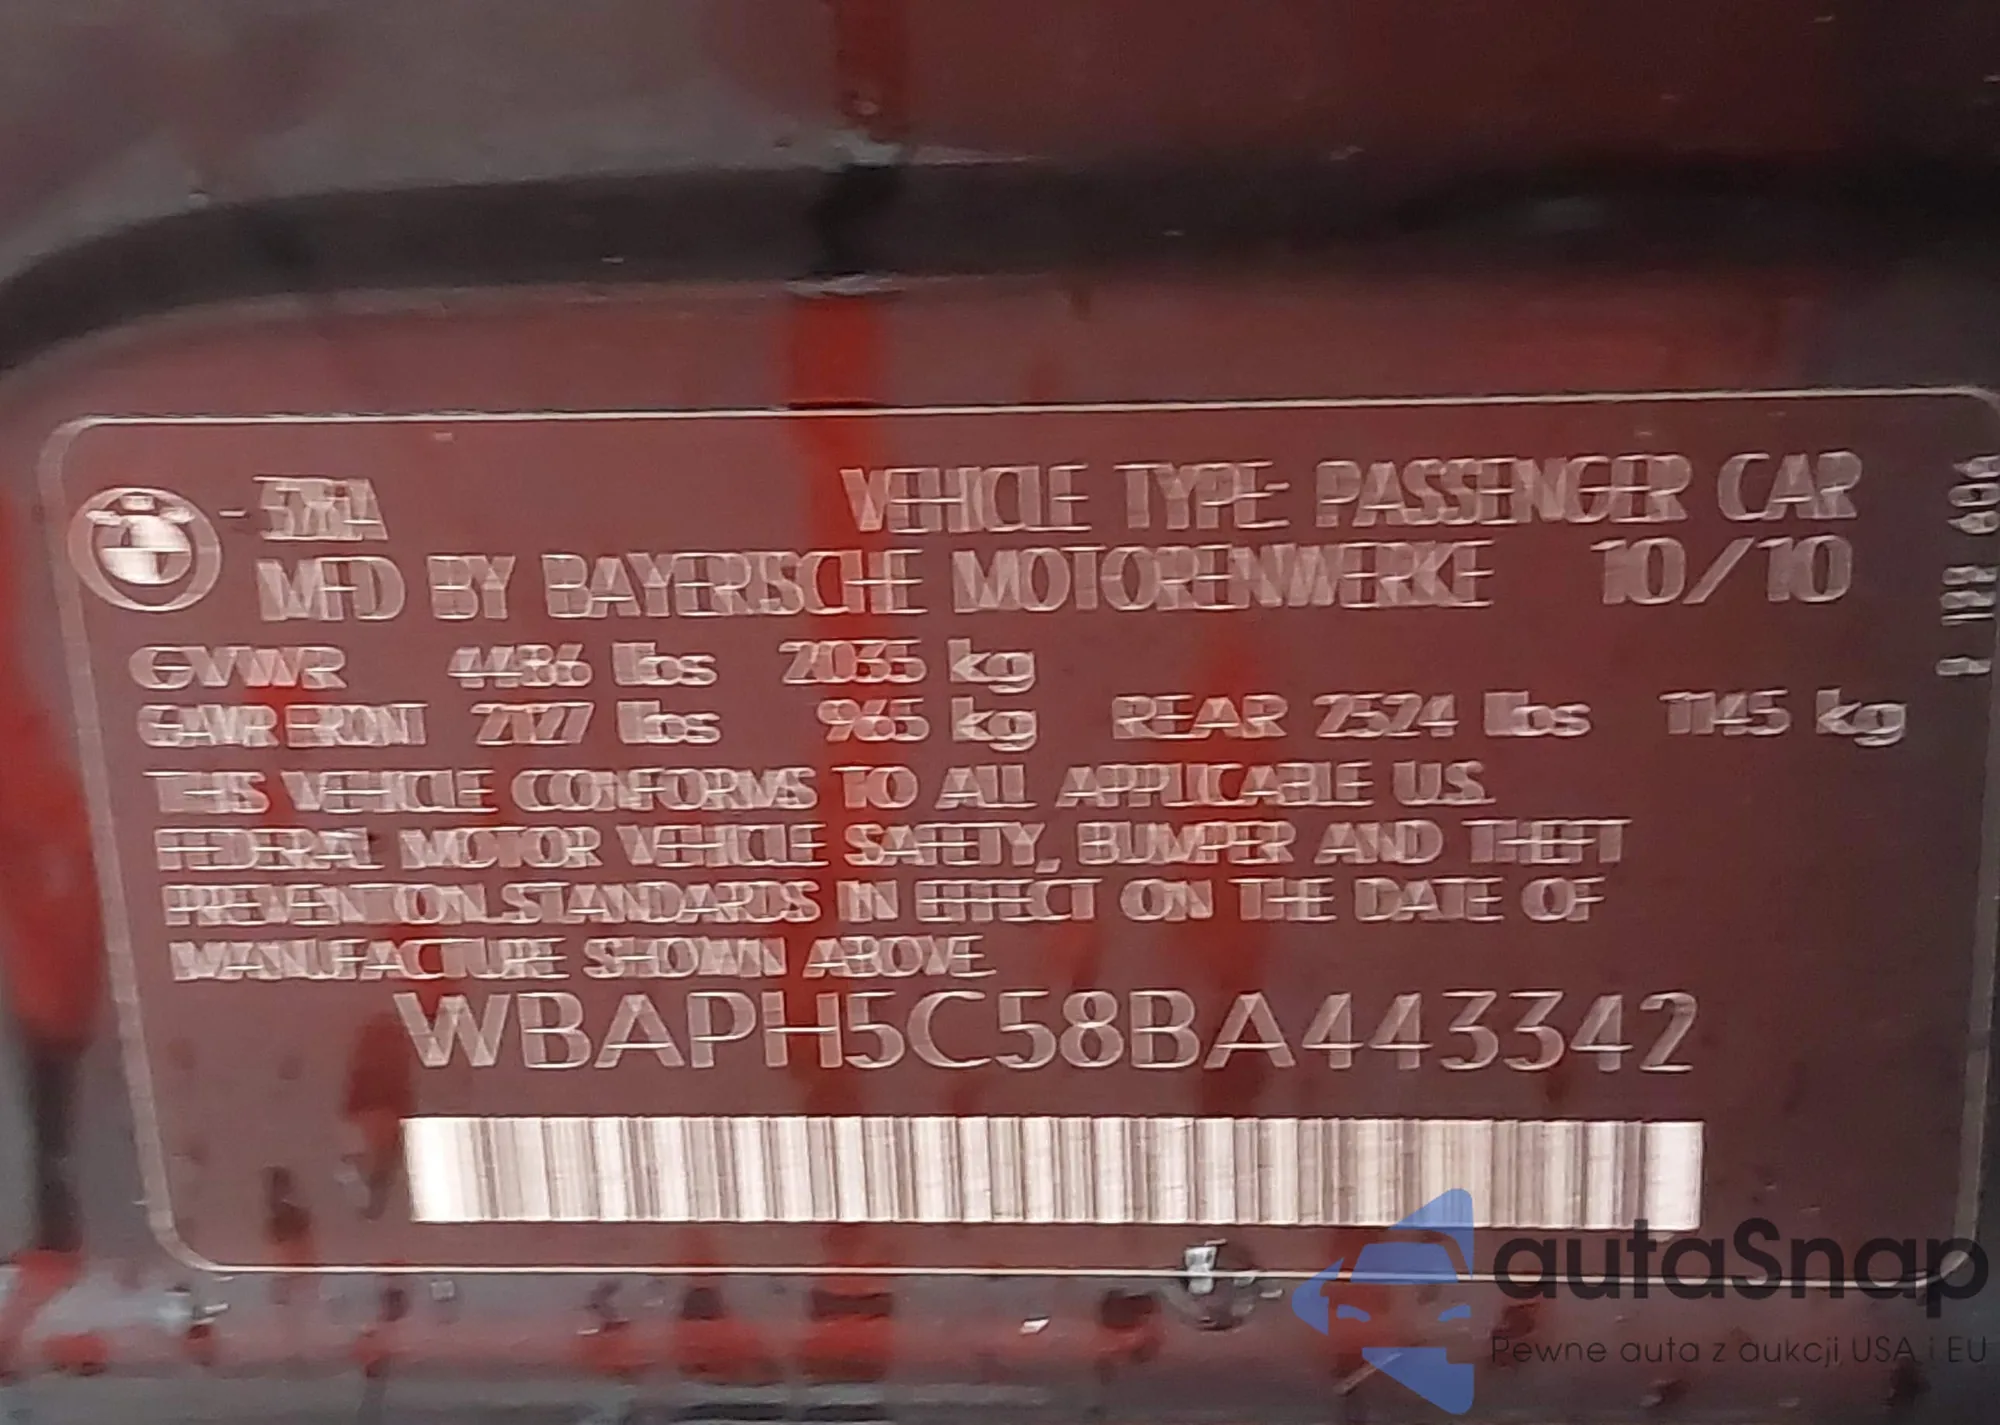 328i VEHICLE TYPE: PASSENGER CAR
MFD BY BAYERISCHE MOTORENWERKE 10/10
GVWR 4486 lbs 2035 kg
GAWR FRONT 2127 lbs 965 kg REAR 2524 lbs 1145 kg
THIS VEHICLE CONFORMS TO ALL APPLICABLE U.S.
FEDERAL MOTOR VEHICLE SAFETY, BUMPER AND THEFT
PREVENTION STANDARDS IN EFFECT ON THE DATE OF
MANUFACTURE SHOWN ABOVE.
WBAPH5C58BA443342
autaSnap
Pewne auta z aukcji USA i EU